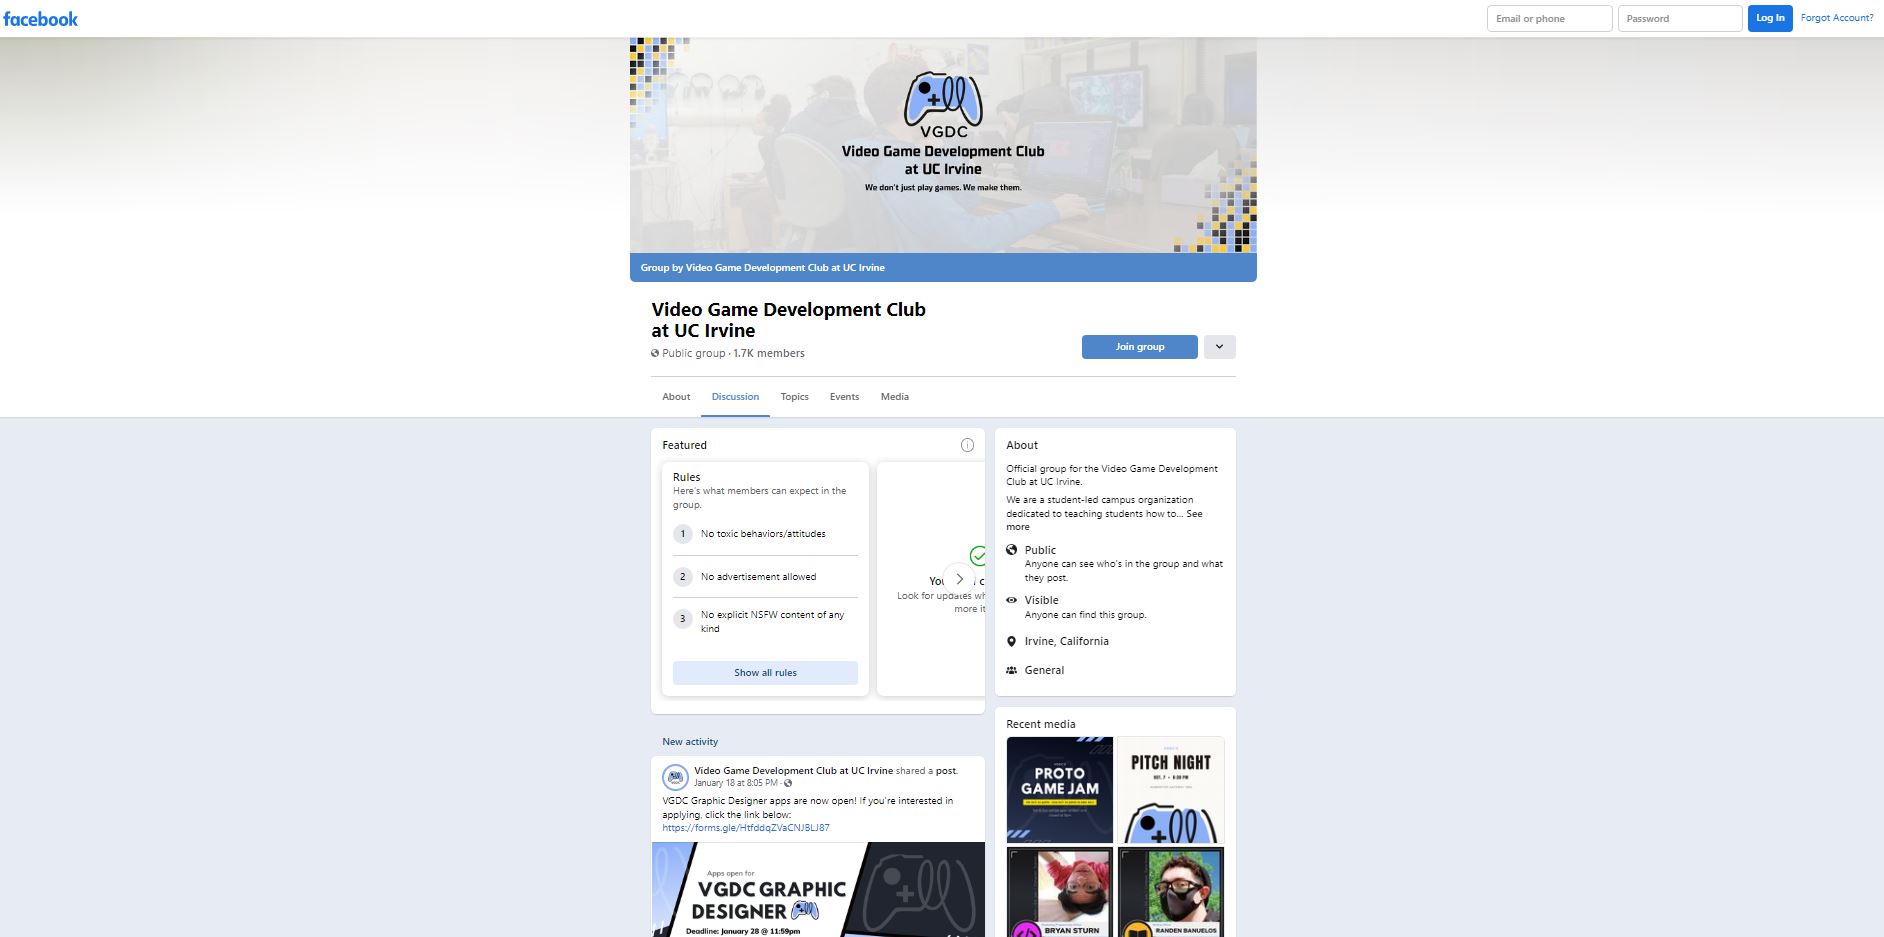 facebook
Email or phone
Password
Log In
Forgot Account?
VGDC
Video Game Development Club
at UC Irvine
We don't just play games. We make them.
Group by Video Game Development Club at UC Irvine
Video Game Development Club
at UC Irvine
Public group · 1.7K members
Join group
About
Discussion
Topics
Events
Media
Featured
Rules
Here's what members can expect in the
group.
1 No toxic behaviors/attitudes
2 No advertisement allowed
3 No explicit NSFW content of any
kind
Show all rules
Look for updates
more
About
Official group for the Video Game Development
Club at UC Irvine.
We are a student-led campus organization
dedicated to teaching students how to... See
more
Public
Anyone can see who's in the group and what
they post.
Visible
Anyone can find this group.
Irvine, California
General
New activity
Video Game Development Club at UC Irvine shared a post.
January 18 at 8:05 PM ·
VGDC Graphic Designer apps are now open! If you're interested in
applying, click the link below:
https://forms.gle/HtfddqZVaCNJBLJ87
Apps open for
VGDC GRAPHIC
DESIGNER
Deadline: January 28 @ 11:59pm
Recent media
PROTO
GAME JAM
PITCH NIGHT
BRYAN STURN
RANDEN BANUELOS